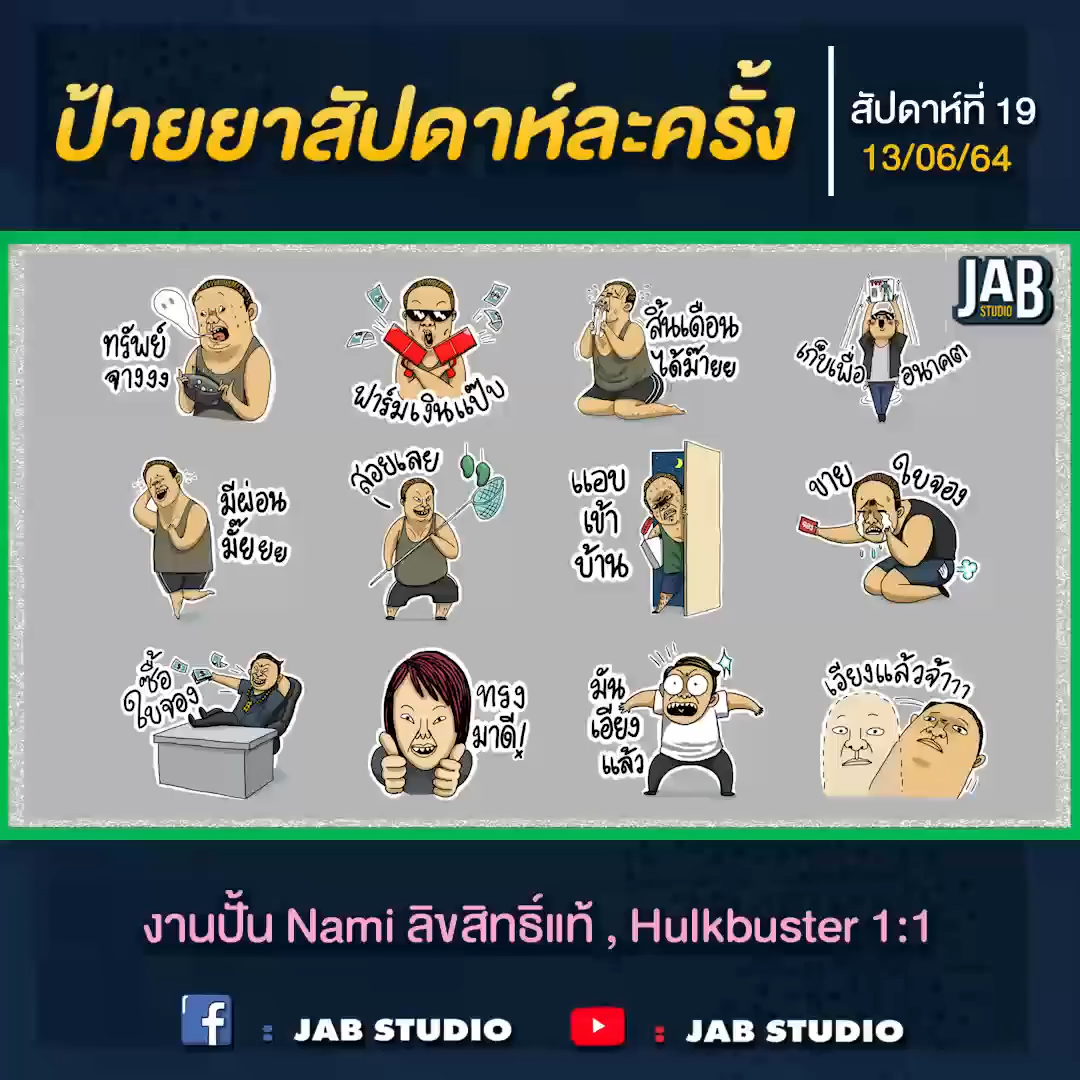 ป้ายยาสัปดาห์ละครั้ง
สัปดาห์ที่ 19
13/06/64
JAB
STUDIO
ทรัพย์
จางงงง
ฟาร์มเงินแป๊บ
สิ้นเดือน
ได้ม๊ายย
เก็บเพื่อ อนาคต
มีผ่อน
มั๊ยยย
สอยเลย
แอบ
เข้า
บ้าน
ขาย ใบจอง
ซื้อ
ใบจอง
ทรง
มาดี!
มัน
เอียง
แล้ว
เอียงแล้วจ้าาา
งานปั้น Nami ลิขสิทธิ์แท้ , Hulkbuster 1:1
f : JAB STUDIO : JAB STUDIO